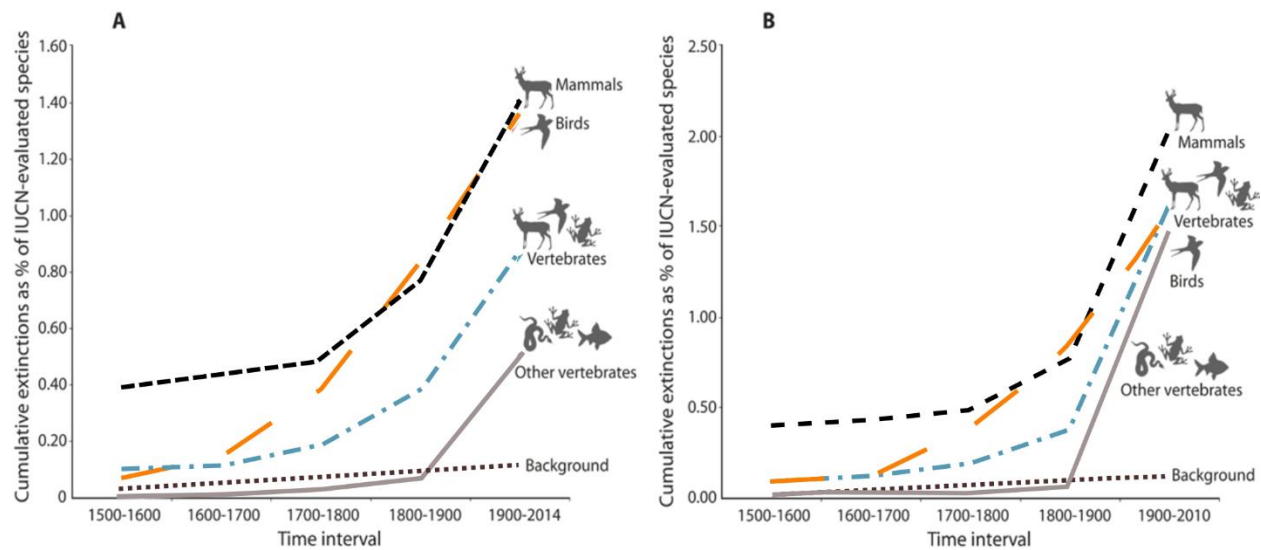 A
Cumulative extinctions as % of IUCN-evaluated species
1.60
1.40
1.20
1.00
0.80
0.60
0.40
0.20
0
Mammals
Birds
Vertebrates
Other vertebrates
Background
1500-1600
1600-1700
1700-1800
1800-1900
1900-2014
Time interval
B
Cumulative extinctions as % of IUCN-evaluated species
2.50
2.00
1.50
1.00
0.50
0.00
Mammals
Vertebrates
Birds
Other vertebrates
Background
1500-1600
1600-1700
1700-1800
1800-1900
1900-2010
Time interval